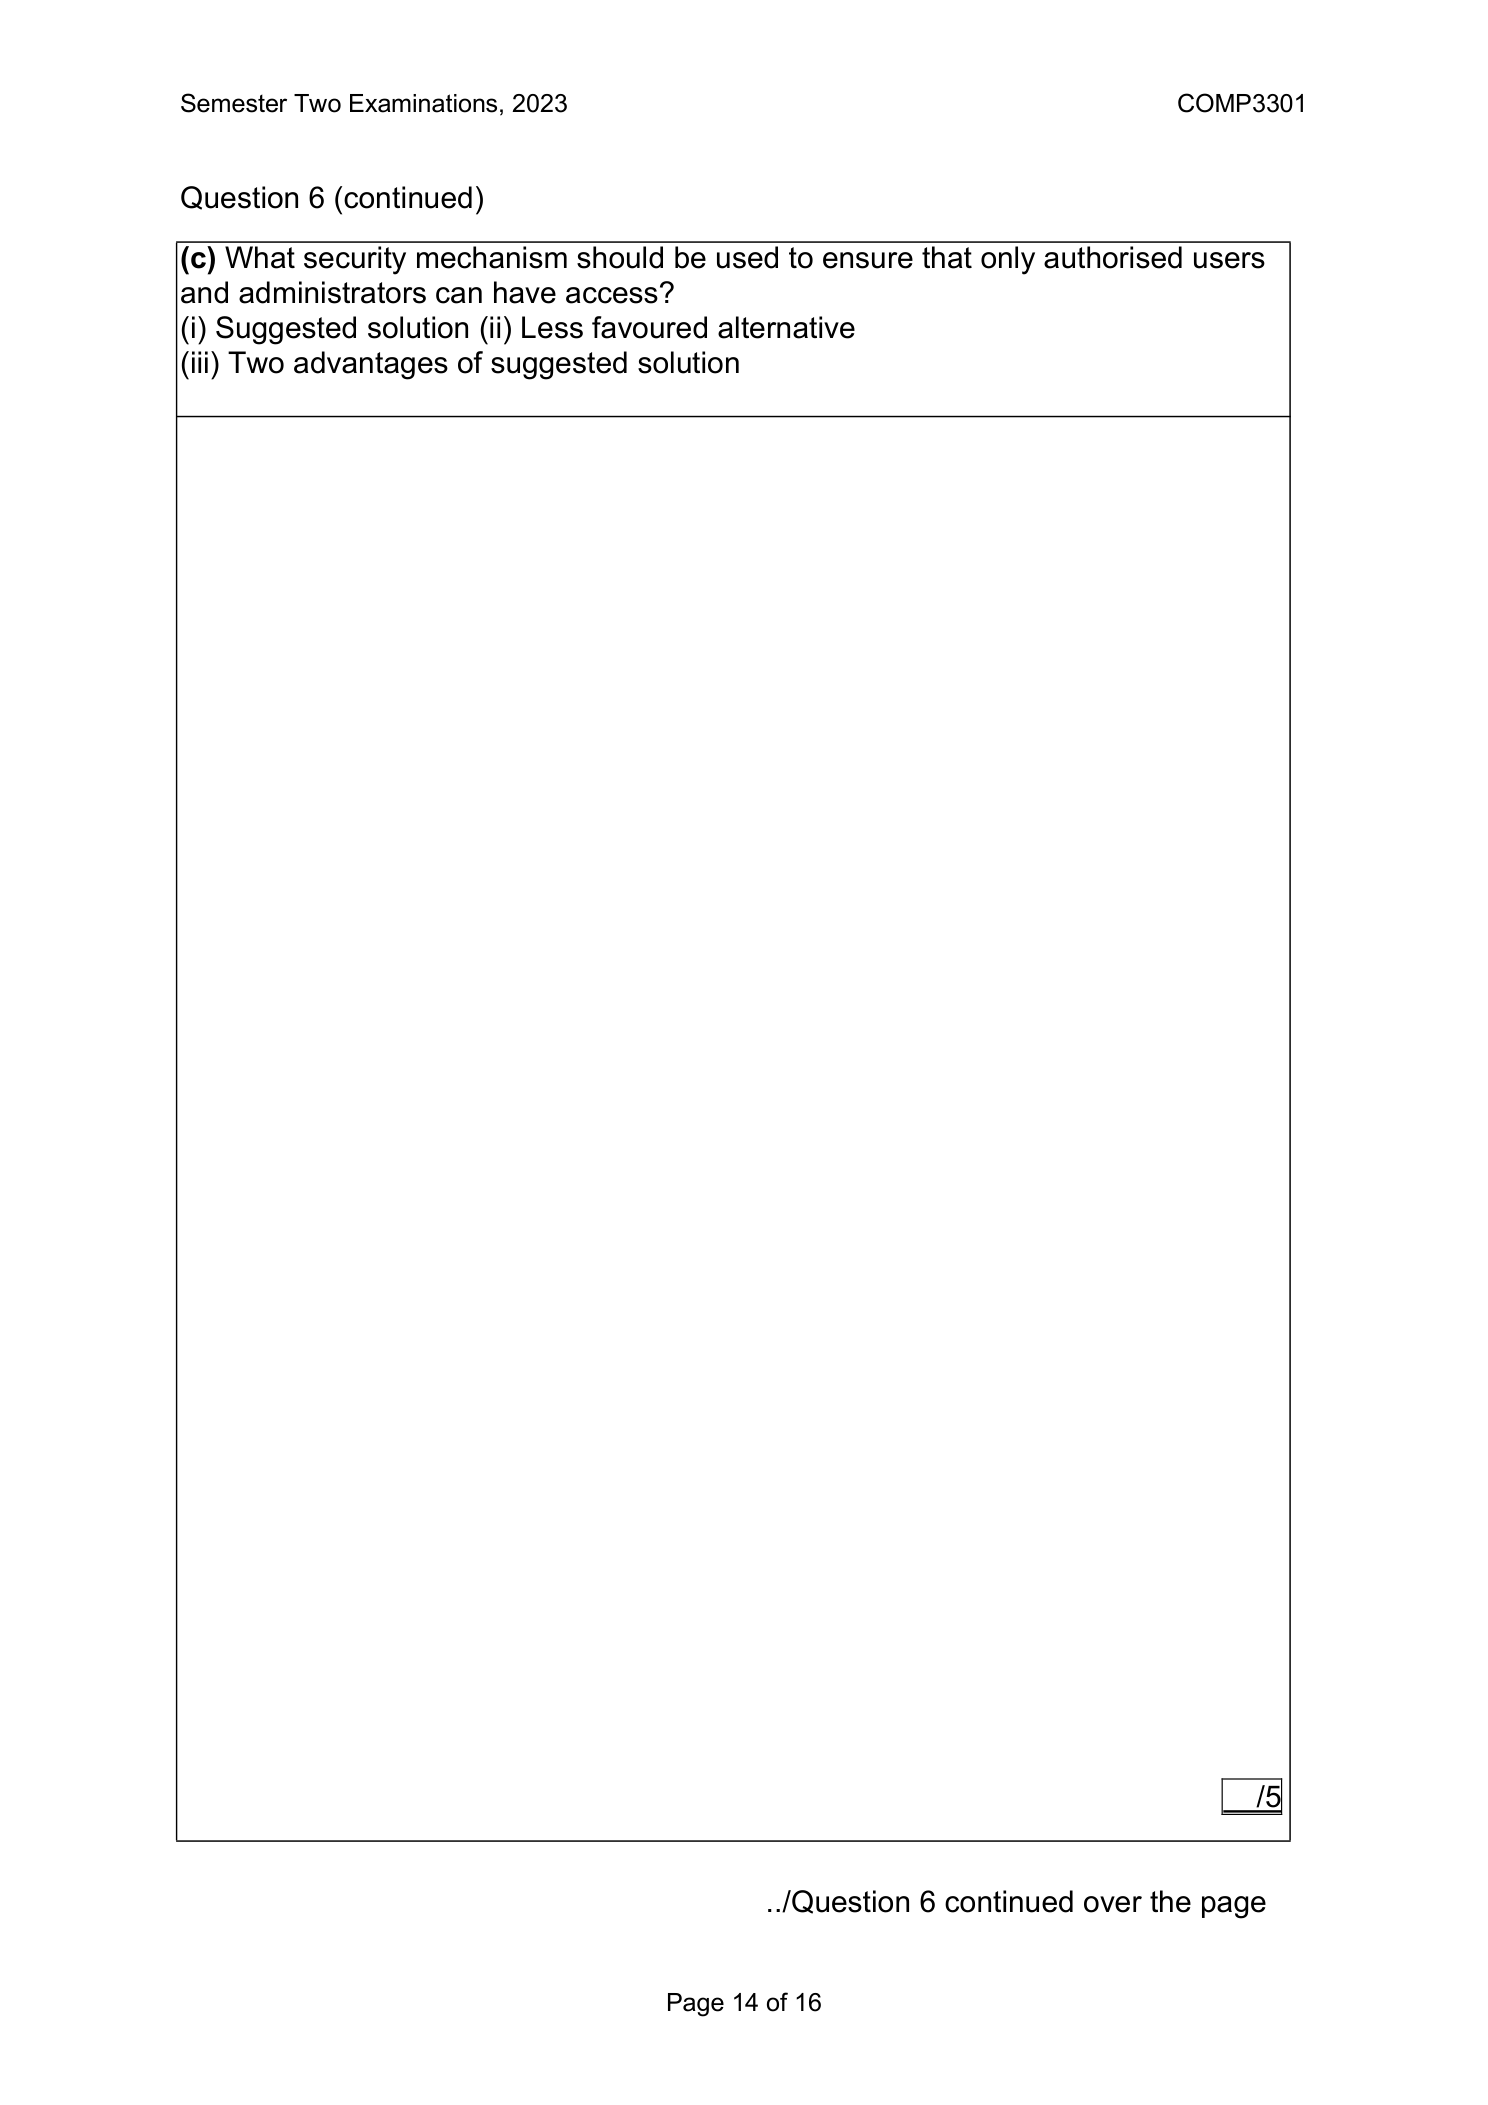 Semester Two Examinations, 2023 COMP3301
Question 6 (continued)
(c) What security mechanism should be used to ensure that only authorised users
and administrators can have access?
(i) Suggested solution (ii) Less favoured alternative
(iii) Two advantages of suggested solution
/5
../Question 6 continued over the page
Page 14 of 16